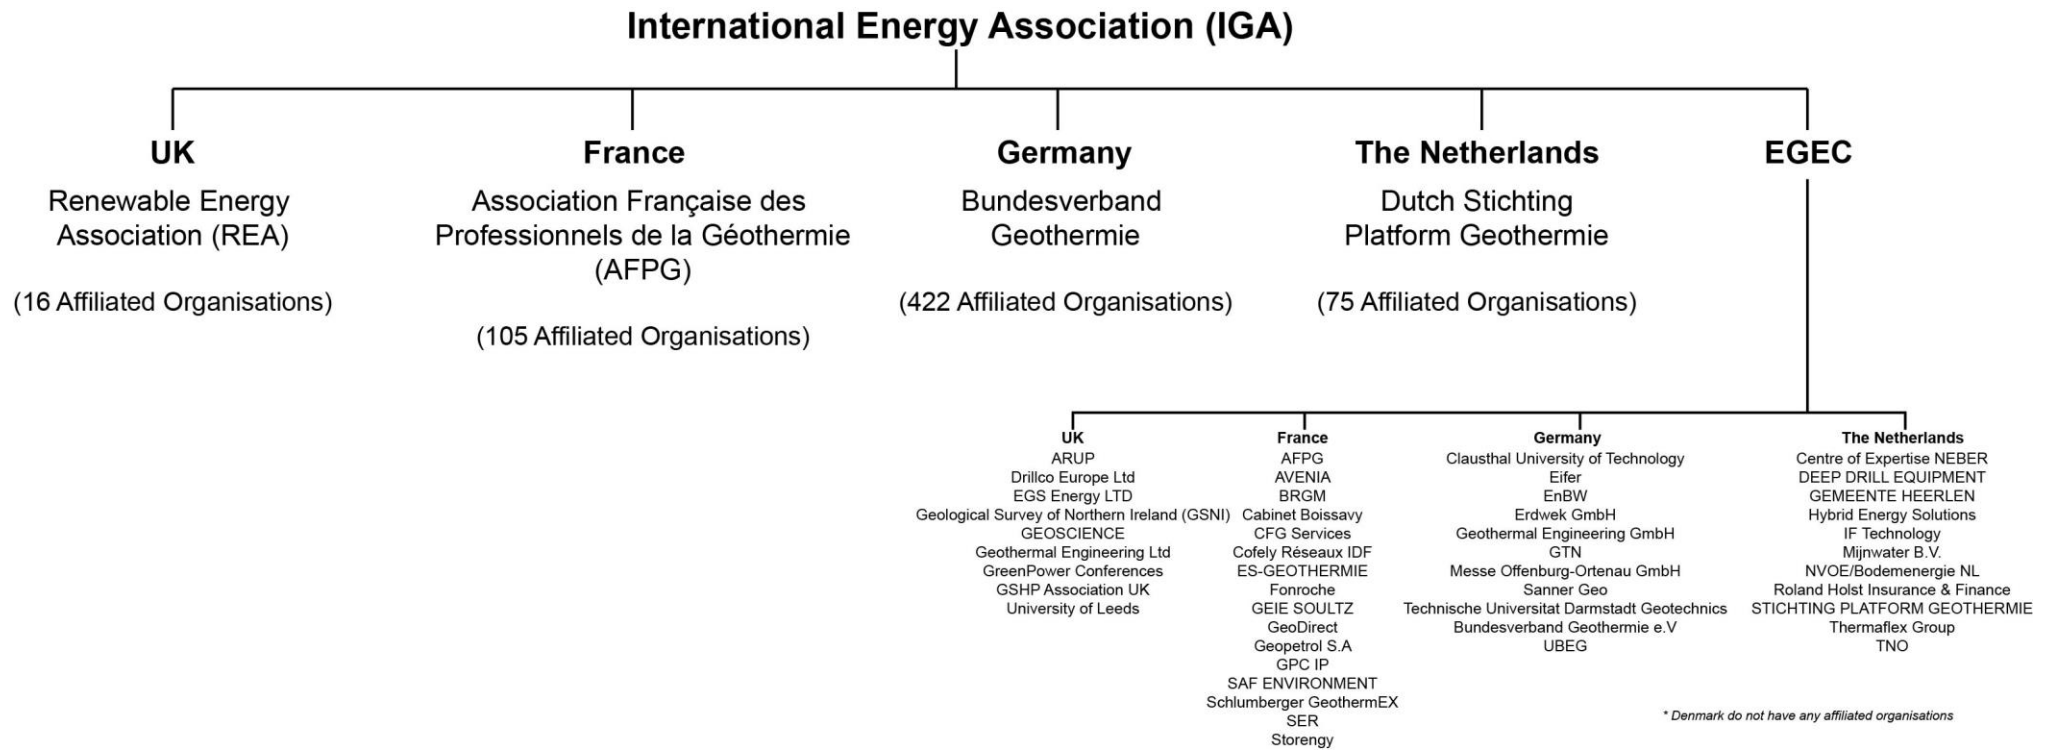 International Energy Association (IGA)
UK
Renewable Energy
Association (REA)
(16 Affiliated Organisations)
France
Association Française des
Professionnels de la Géothermie
(AFPG)
(105 Affiliated Organisations)
Germany
Bundesverband
Geothermie
(422 Affiliated Organisations)
The Netherlands
Dutch Stichting
Platform Geothermie
(75 Affiliated Organisations)
EGEC
UK
ARUP
Drillco Europe Ltd
EGS Energy LTD
Geological Survey of Northern Ireland (GSNI)
GEOSCIENCE
Geothermal Engineering Ltd
GreenPower Conferences
GSHP Association UK
University of Leeds
France
AFPG
AVENIA
BRGM
Cabinet Boissavy
CFG Services
Cofely Réseaux IDF
ES-GEOTHERMIE
Fonroche
GEIE SOULTZ
GeoDirect
Geopetrol S.A
GPC IP
SAF ENVIRONMENT
Schlumberger GeothermEX
SER
Storengy
Germany
Clausthal University of Technology
Eifer
EnBW
Erdwek GmbH
Geothermal Engineering GmbH
GTN
Messe Offenburg-Ortenau GmbH
Sanner Geo
Technische Universitat Darmstadt Geotechnics
Bundesverband Geothermie e.V
UBEG
The Netherlands
Centre of Expertise NEBER
DEEP DRILL EQUIPMENT
GEMEENTE HEERLEN
Hybrid Energy Solutions
IF Technology
Mijnwater B.V.
NVOE/Bodemenergie NL
Roland Holst Insurance & Finance
STICHTING PLATFORM GEOTHERMIE
Thermaflex Group
TNO
* Denmark do not have any affiliated organisations